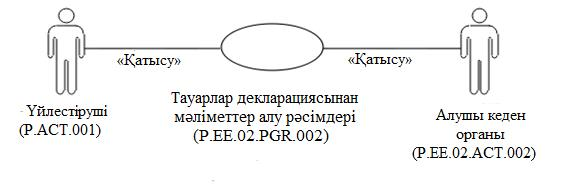 «Қатысу»
«Қатысу»
Үйлестіруші
(P.ACT.001)
Тауарлар декларациясынан
мәліметтер алу рәсімдері
(P.EE.02.PGR.002)
Алушы кеден
органы
(P.EE.02.ACT.002)